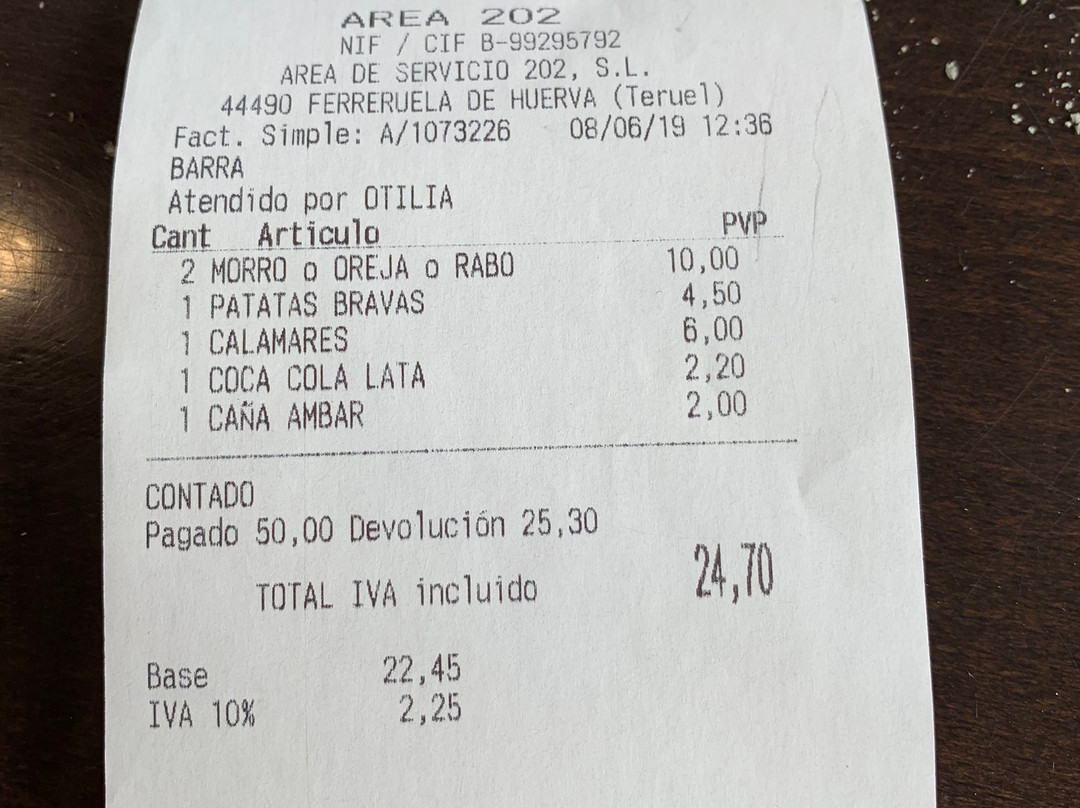 AREA 202
NIF / CIF B-99295792
AREA DE SERVICIO 202, S.L.
44490 FERRERUELA DE HUERVA (Teruel)
Fact. Simple: A/1073226 08/06/19 12:36
BARRA
Atendido por OTILIA
Cant Articulo PVP
2 MORRO o OREJA o RABO 10,00
1 PATATAS BRAVAS 4,50
1 CALAMARES 6,00
1 COCA COLA LATA 2,20
1 CAÑA AMBAR 2,00
CONTADO
Pagado 50,00 Devolución 25,30
TOTAL IVA incluido 24,70
Base 22,45
IVA 10% 2,25